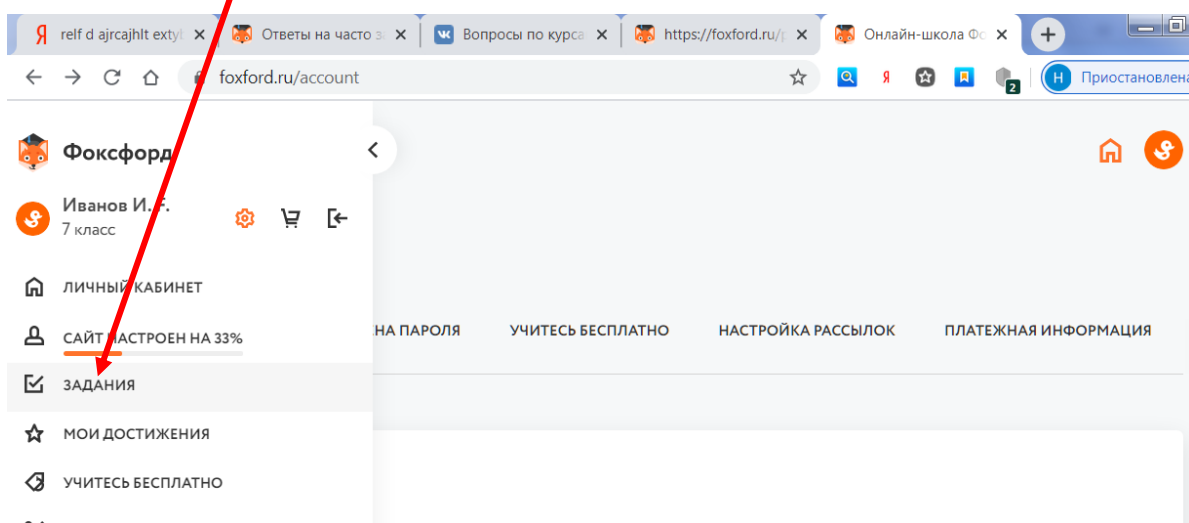 Я relf d ajrcajhlt exty Ответы на часто з Вопросы по курса https://foxford.ru/ Онлайн-школа Фо
foxford.ru/account Я 2 Н Приостановлена
Фоксфорд
Иванов И.
7 класс
ЛИЧНЫЙ КАБИНЕТ
САЙТ НАСТРОЕН НА 33%
НА ПАРОЛЯ УЧИТЕСЬ БЕСПЛАТНО НАСТРОЙКА РАССЫЛОК ПЛАТЕЖНАЯ ИНФОРМАЦИЯ
ЗАДАНИЯ
МОИ ДОСТИЖЕНИЯ
УЧИТЕСЬ БЕСПЛАТНО